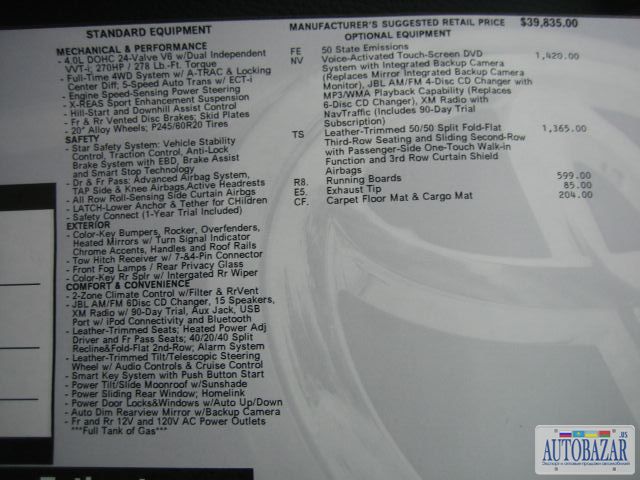 STANDARD EQUIPMENT
MECHANICAL & PERFORMANCE
- 4.0L DOHC 24-Valve V6 w/Dual Independent
VVT-i; 270HP / 278 Lb.-Ft. Torque
- Full-Time 4WD System w/ A-TRAC & Locking
Center Diff, 5-Speed Auto Trans w/ ECT-i
- Engine Speed-Sensing Power Steering
- X-REAS Sport Enhancement Suspension
- Hill-Start and Downhill Assist Control
- Fr & Rr Vented Disc Brakes; Skid Plates
- 20" Alloy Wheels; P245/60R20 Tires
SAFETY
- Star Safety System: Vehicle Stability
Control, Traction Control, Anti-Lock
Brake System with EBD, Brake Assist
and Smart Stop Technology
- Dr & Fr Pass: Advanced Airbag System,
TAP Side & Knee Airbags, Active Headrests
- All Row Roll-Sensing Side Curtain Airbgs
- LATCH-Lower Anchor & Tether for CHildren
- Safety Connect (1-Year Trial Included)
EXTERIOR
- Color-Key Bumpers, Rocker, Overfenders,
Heated Mirrors w/ Turn Signal Indicator
- Chrome Accents, Handles and Roof Rails
- Tow Hitch Receiver w/ 7-&4-Pin Connector
- Front Fog Lamps / Rear Privacy Glass
- Color-Key Rr Splr w/ Intergated Rr Wiper
COMFORT & CONVENIENCE
- 2-Zone Climate Control w/Filter & RrVent
- JBL AM/FM 6Disc CD Changer, 15 Speakers,
XM Radio w/ 90-Day Trial, Aux Jack, USB
Port w/ iPod Connectivity and Bluetooth
- Leather-Trimmed Seats; Heated Power Adj
Driver and Fr Pass Seats; 40/20/40 Split
Recline&Fold-Flat 2nd-Row; Alarm System
- Leather-Trimmed Tilt/Telescopic Steering
Wheel w/ Audio Controls & Cruise Control
- Smart Key System with Push Button Start
- Power Tilt/Slide Moonroof w/Sunshade
- Power Sliding Rear Window; Homelink
- Power Door Locks&Windows w/Auto Up/Down
- Auto Dim Rearview Mirror w/Backup Camera
- Fr and Rr 12V and 120V AC Power Outlets
**Full Tank of Gas**
MANUFACTURER'S SUGGESTED RETAIL PRICE $39,835.00
OPTIONAL EQUIPMENT
FE 50 State Emissions
NV Voice-Activated Touch-Screen DVD 1,420.00
System with Integrated Backup Camera
(Replaces Mirror Integrated Backup Camera
Monitor), JBL AM/FM 4-Disc CD Changer with
MP3/WMA Playback Capability (Replaces
6-Disc CD Changer), XM Radio with
NavTraffic (Includes 90-Day Trial
Subscription)
TS Leather-Trimmed 50/50 Split Fold-Flat 1,365.00
Third-Row Seating and Sliding Second-Row
with Passenger-Side One-Touch Walk-in
Function and 3rd Row Curtain Shield
Airbags
R8. Running Boards 599.00
E5. Exhaust Tip 85.00
CF. Carpet Floor Mat & Cargo Mat 204.00
.US
AUTOBAZAR
Экспорт и оптовые продажи автомобилей